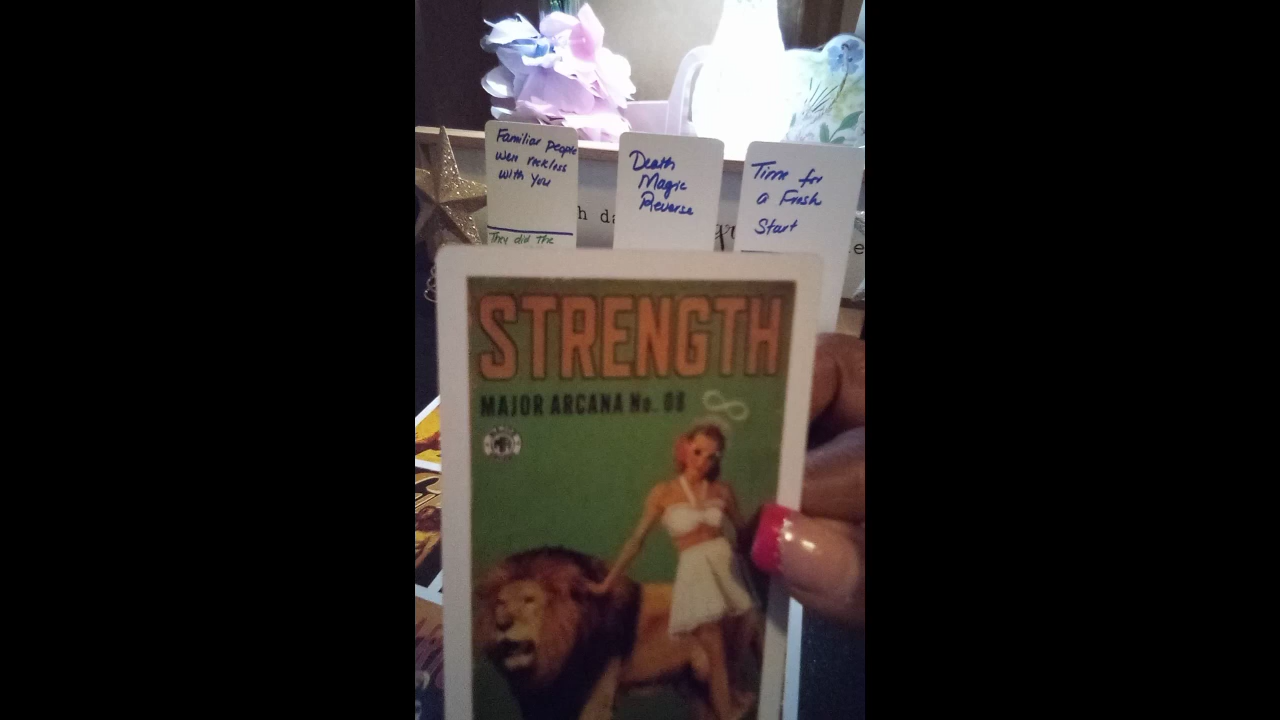 Familiar people
were reckless
with You
They did the
Death
Magic
Reverse
Time for
a Fresh
Start
h da
e
STRENGTH
MAJOR ARCANA No. 08